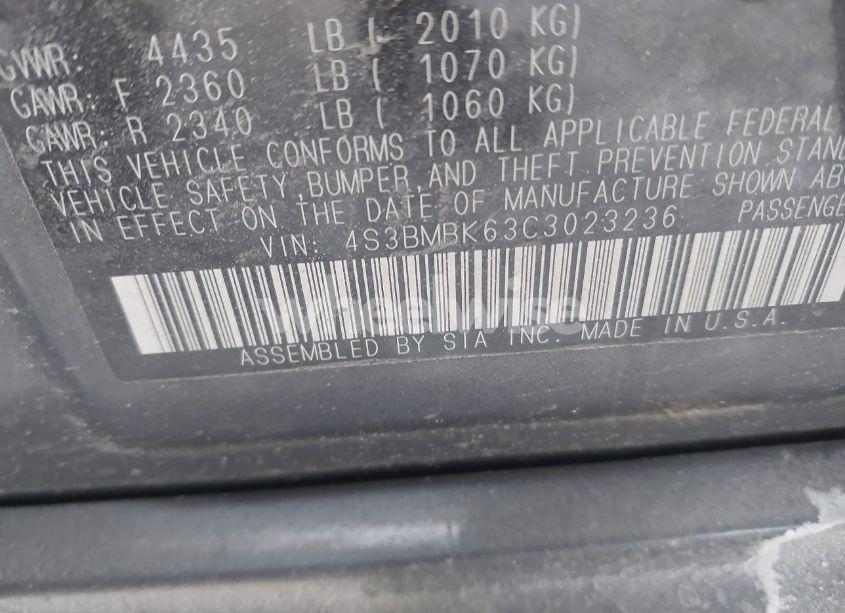 GVWR: 4435 LB ( 2010 KG)
GAWR: F 2360 LB ( 1070 KG)
GAWR: R 2340 LB ( 1060 KG)
THIS VEHICLE CONFORMS TO ALL APPLICABLE FEDERAL
VEHICLE SAFETY, BUMPER, AND THEFT PREVENTION STAND
IN EFFECT ON THE DATE OF MANUFACTURE SHOWN ABO
VIN: 4S3BMBK63C3023236 PASSENGE
wheelwise
ASSEMBLED BY SIA INC. MADE IN U.S.A.